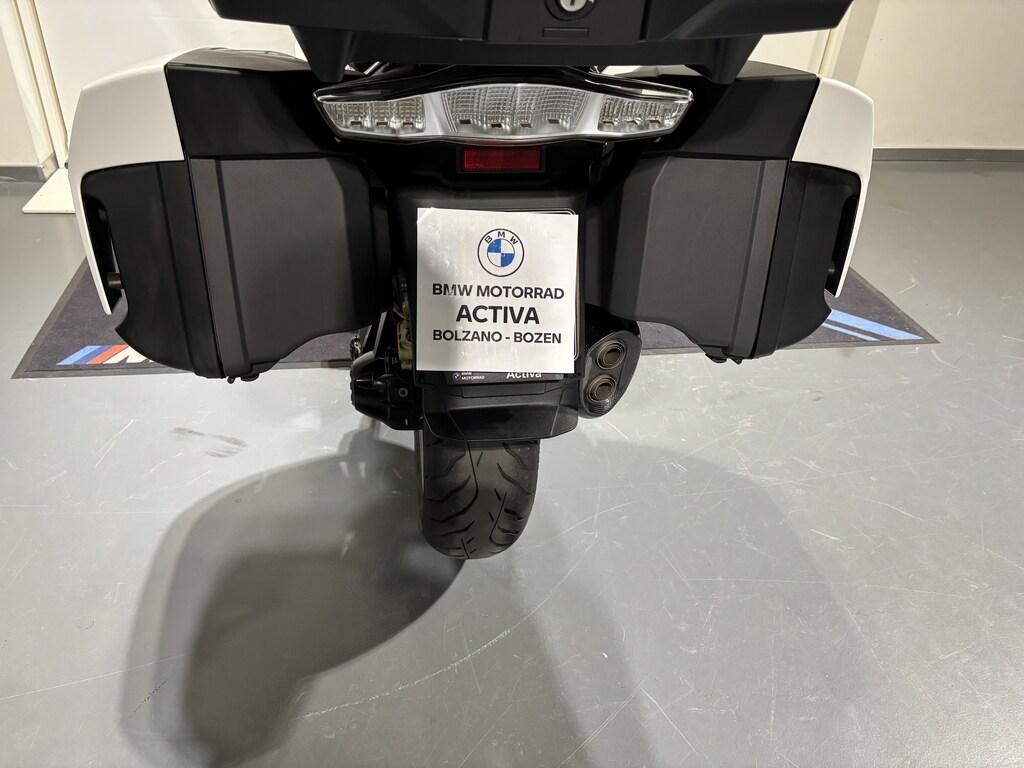 BMW
BMW MOTORRAD
ACTIVA
BOLZANO - BOZEN
BMW
MOTORRAD
Activa
M